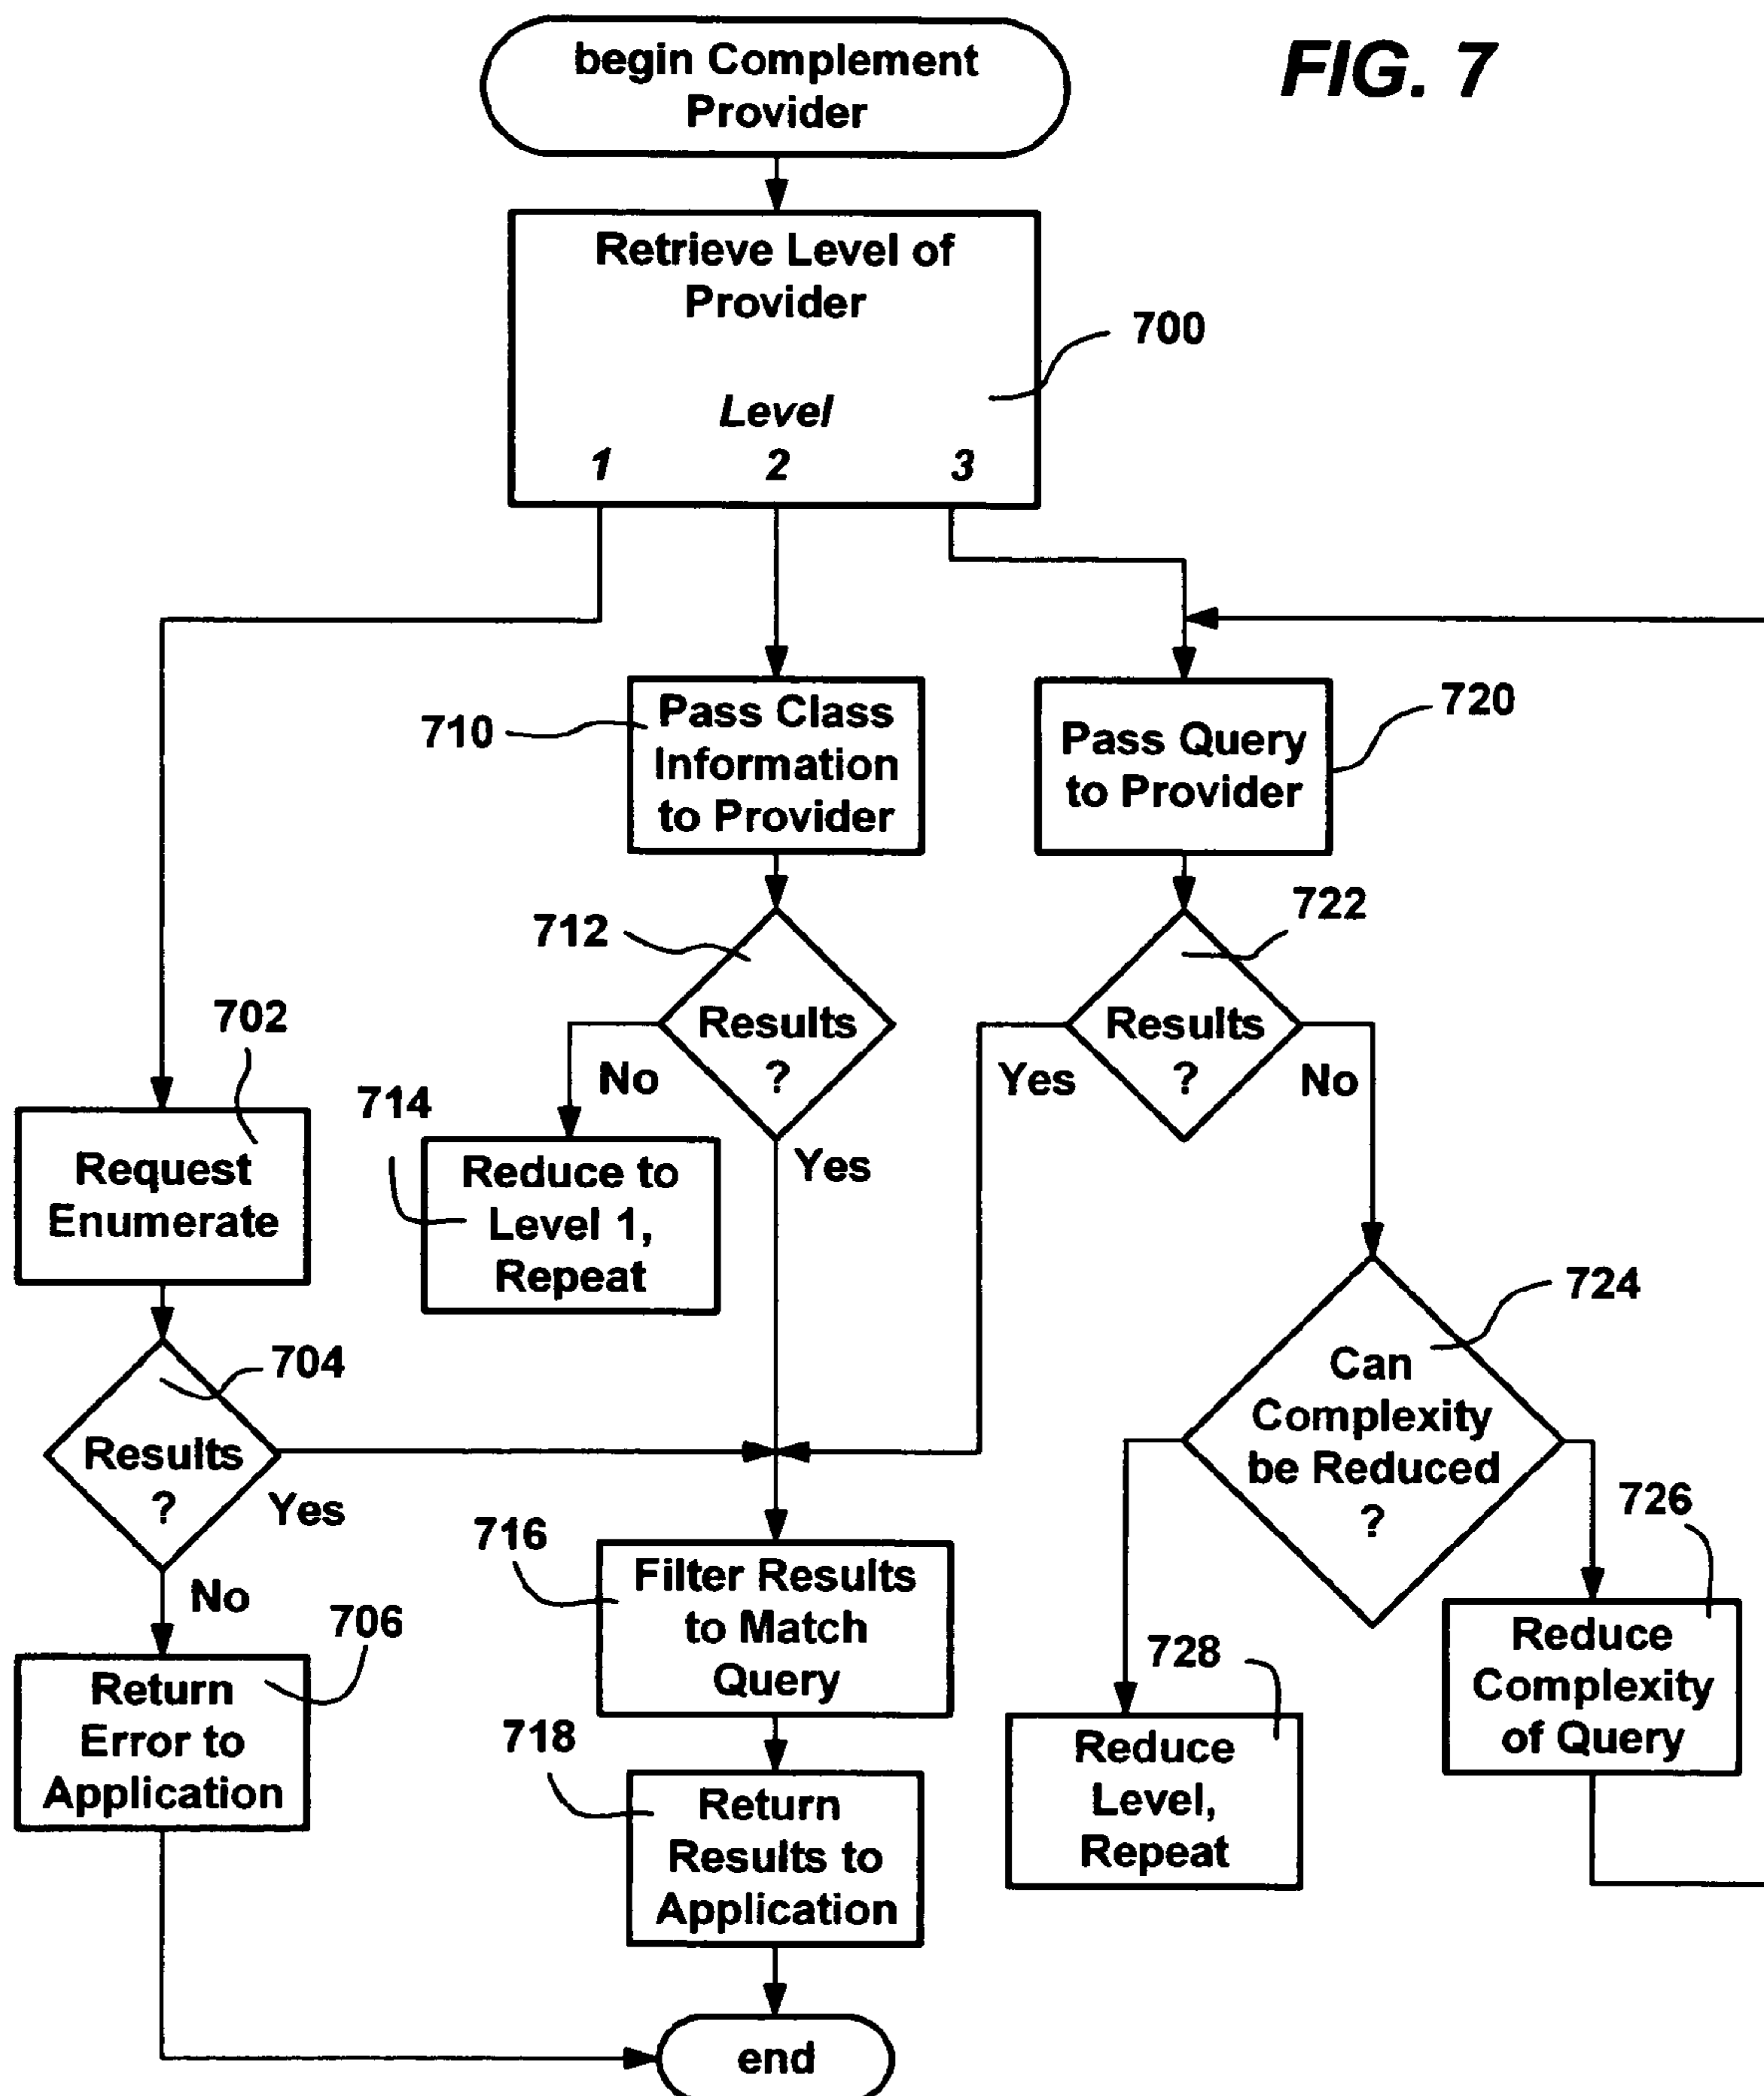 begin Complement
Provider
FIG. 7
Retrieve Level of
Provider
700
Level
1 2 3
710
Pass Class
Information
to Provider
720
Pass Query
to Provider
712
Results
?
No
Yes
722
Results
?
Yes
No
702
Request
Enumerate
714
Reduce to
Level 1,
Repeat
724
Can
Complexity
be Reduced
?
704
Results
?
Yes
No
716
Filter Results
to Match
Query
726
Reduce
Complexity
of Query
706
Return
Error to
Application
728
Reduce
Level,
Repeat
718
Return
Results to
Application
end